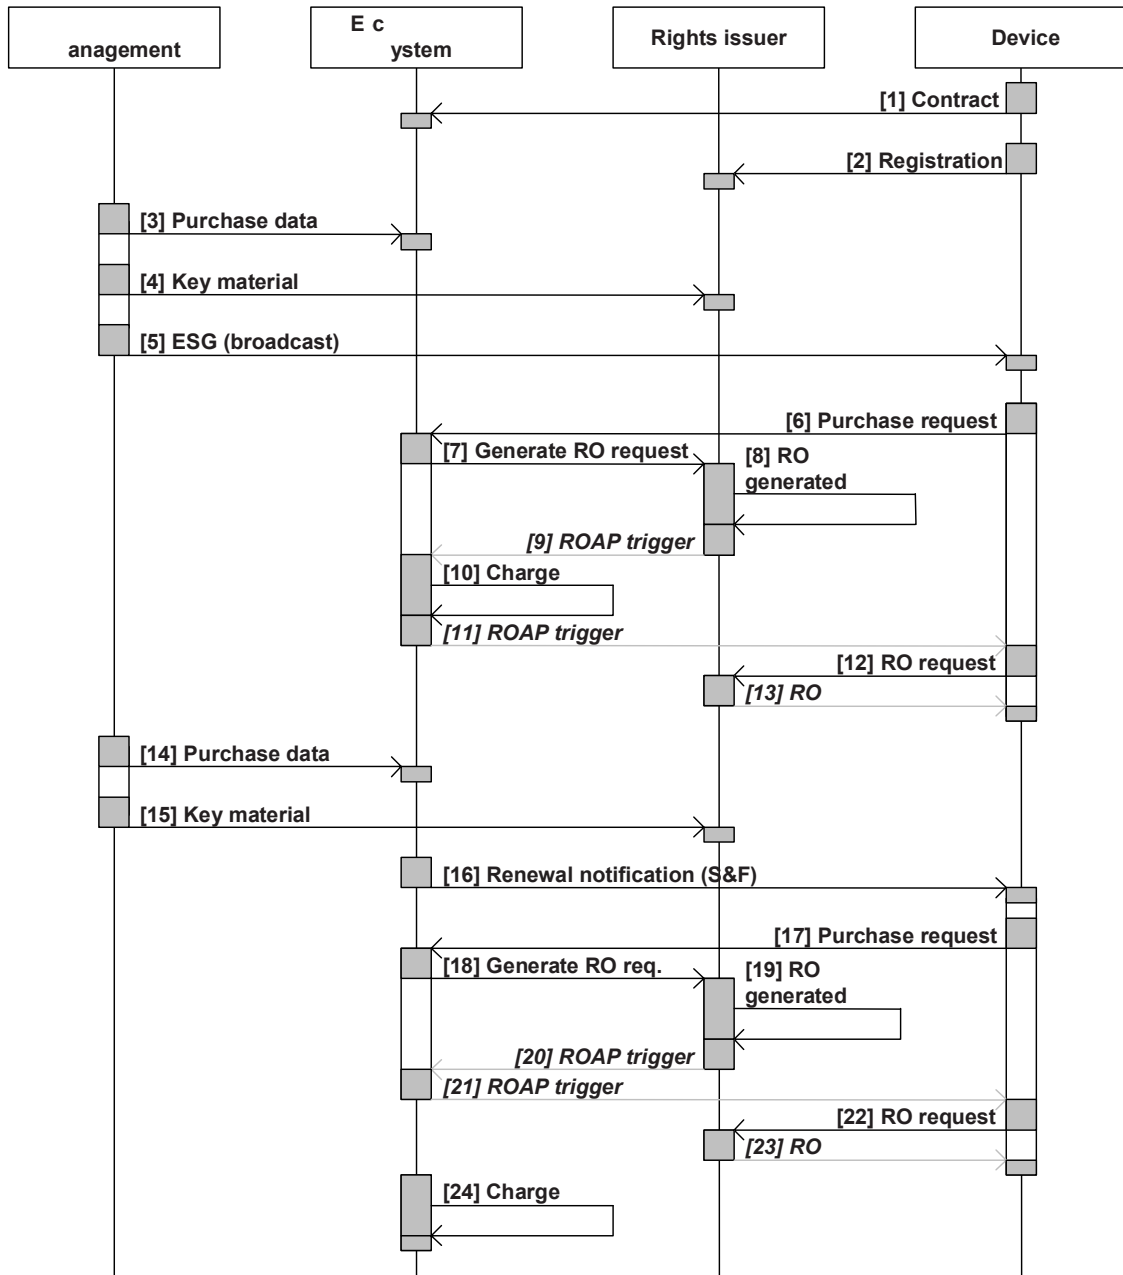 E c
anagement
ystem
Rights issuer
Device
[1] Contract
[2] Registration
[3] Purchase data
[4] Key material
[5] ESG (broadcast)
[6] Purchase request
[7] Generate RO request
[8] RO
generated
[9] ROAP trigger
[10] Charge
[11] ROAP trigger
[12] RO request
[13] RO
[14] Purchase data
[15] Key material
[16] Renewal notification (S&F)
[17] Purchase request
[18] Generate RO req.
[19] RO
generated
[20] ROAP trigger
[21] ROAP trigger
[22] RO request
[23] RO
[24] Charge